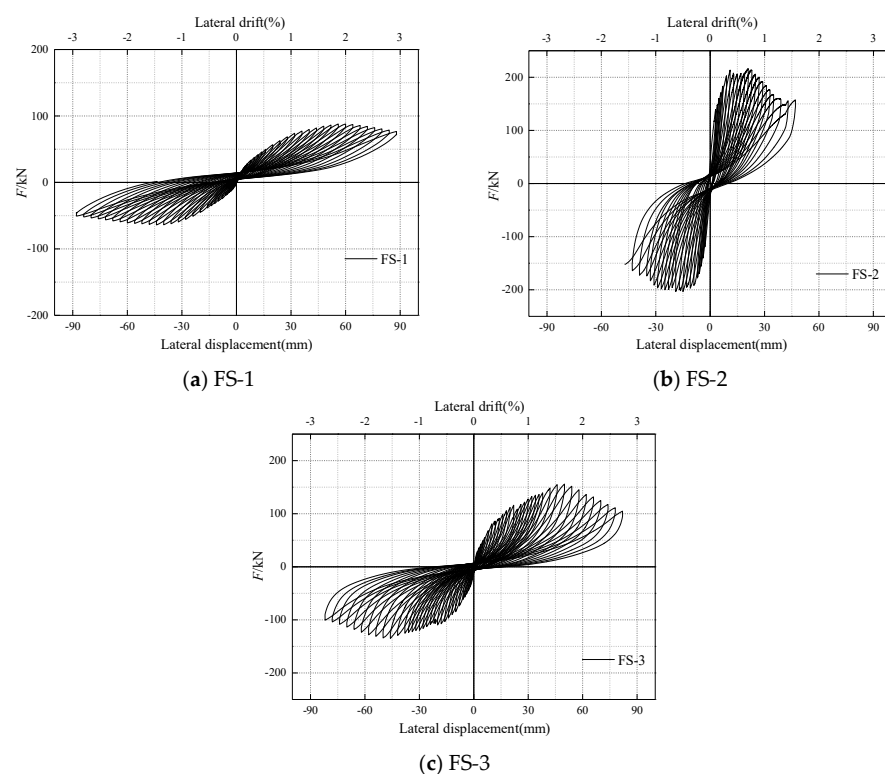 Lateral drift(%)
-3 -2 -1 0 1 2 3
200
100
0
-100
-200
F/kN
FS-1
-90 -60 -30 0 30 60 90
Lateral displacement(mm)
(a) FS-1
Lateral drift(%)
-3 -2 -1 0 1 2 3
200
150
100
50
0
-50
-100
-150
-200
F/kN
FS-2
-90 -60 -30 0 30 60 90
Lateral displacement(mm)
(b) FS-2
Lateral drift(%)
-3 -2 -1 0 1 2 3
200
100
0
-100
-200
F/kN
FS-3
-90 -60 -30 0 30 60 90
Lateral displacement(mm)
(c) FS-3